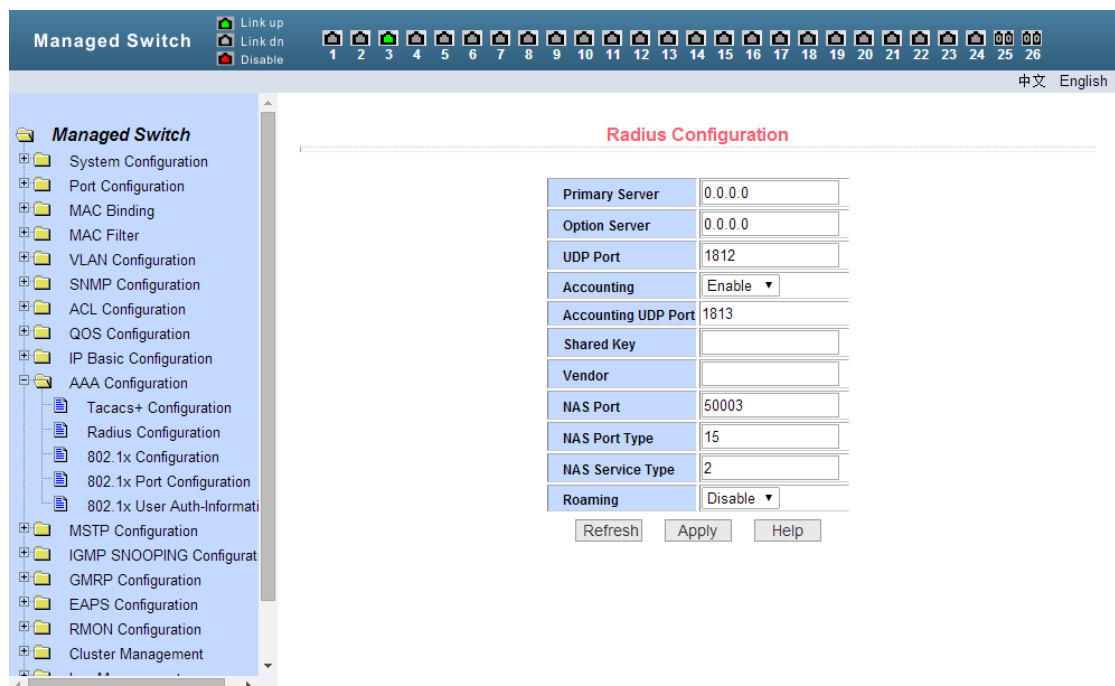 Managed Switch
Link up
Link dn
Disable
1 2 3 4 5 6 7 8 9 10 11 12 13 14 15 16 17 18 19 20 21 22 23 24 25 26
中文 English
Managed Switch
System Configuration
Port Configuration
MAC Binding
MAC Filter
VLAN Configuration
SNMP Configuration
ACL Configuration
QOS Configuration
IP Basic Configuration
AAA Configuration
Tacacs+ Configuration
Radius Configuration
802.1x Configuration
802.1x Port Configuration
802.1x User Auth-Informati
MSTP Configuration
IGMP SNOOPING Configurat
GMRP Configuration
EAPS Configuration
RMON Configuration
Cluster Management
Radius Configuration
Primary Server 0.0.0.0
Option Server 0.0.0.0
UDP Port 1812
Accounting Enable
Accounting UDP Port 1813
Shared Key
Vendor
NAS Port 50003
NAS Port Type 15
NAS Service Type 2
Roaming Disable
Refresh Apply Help